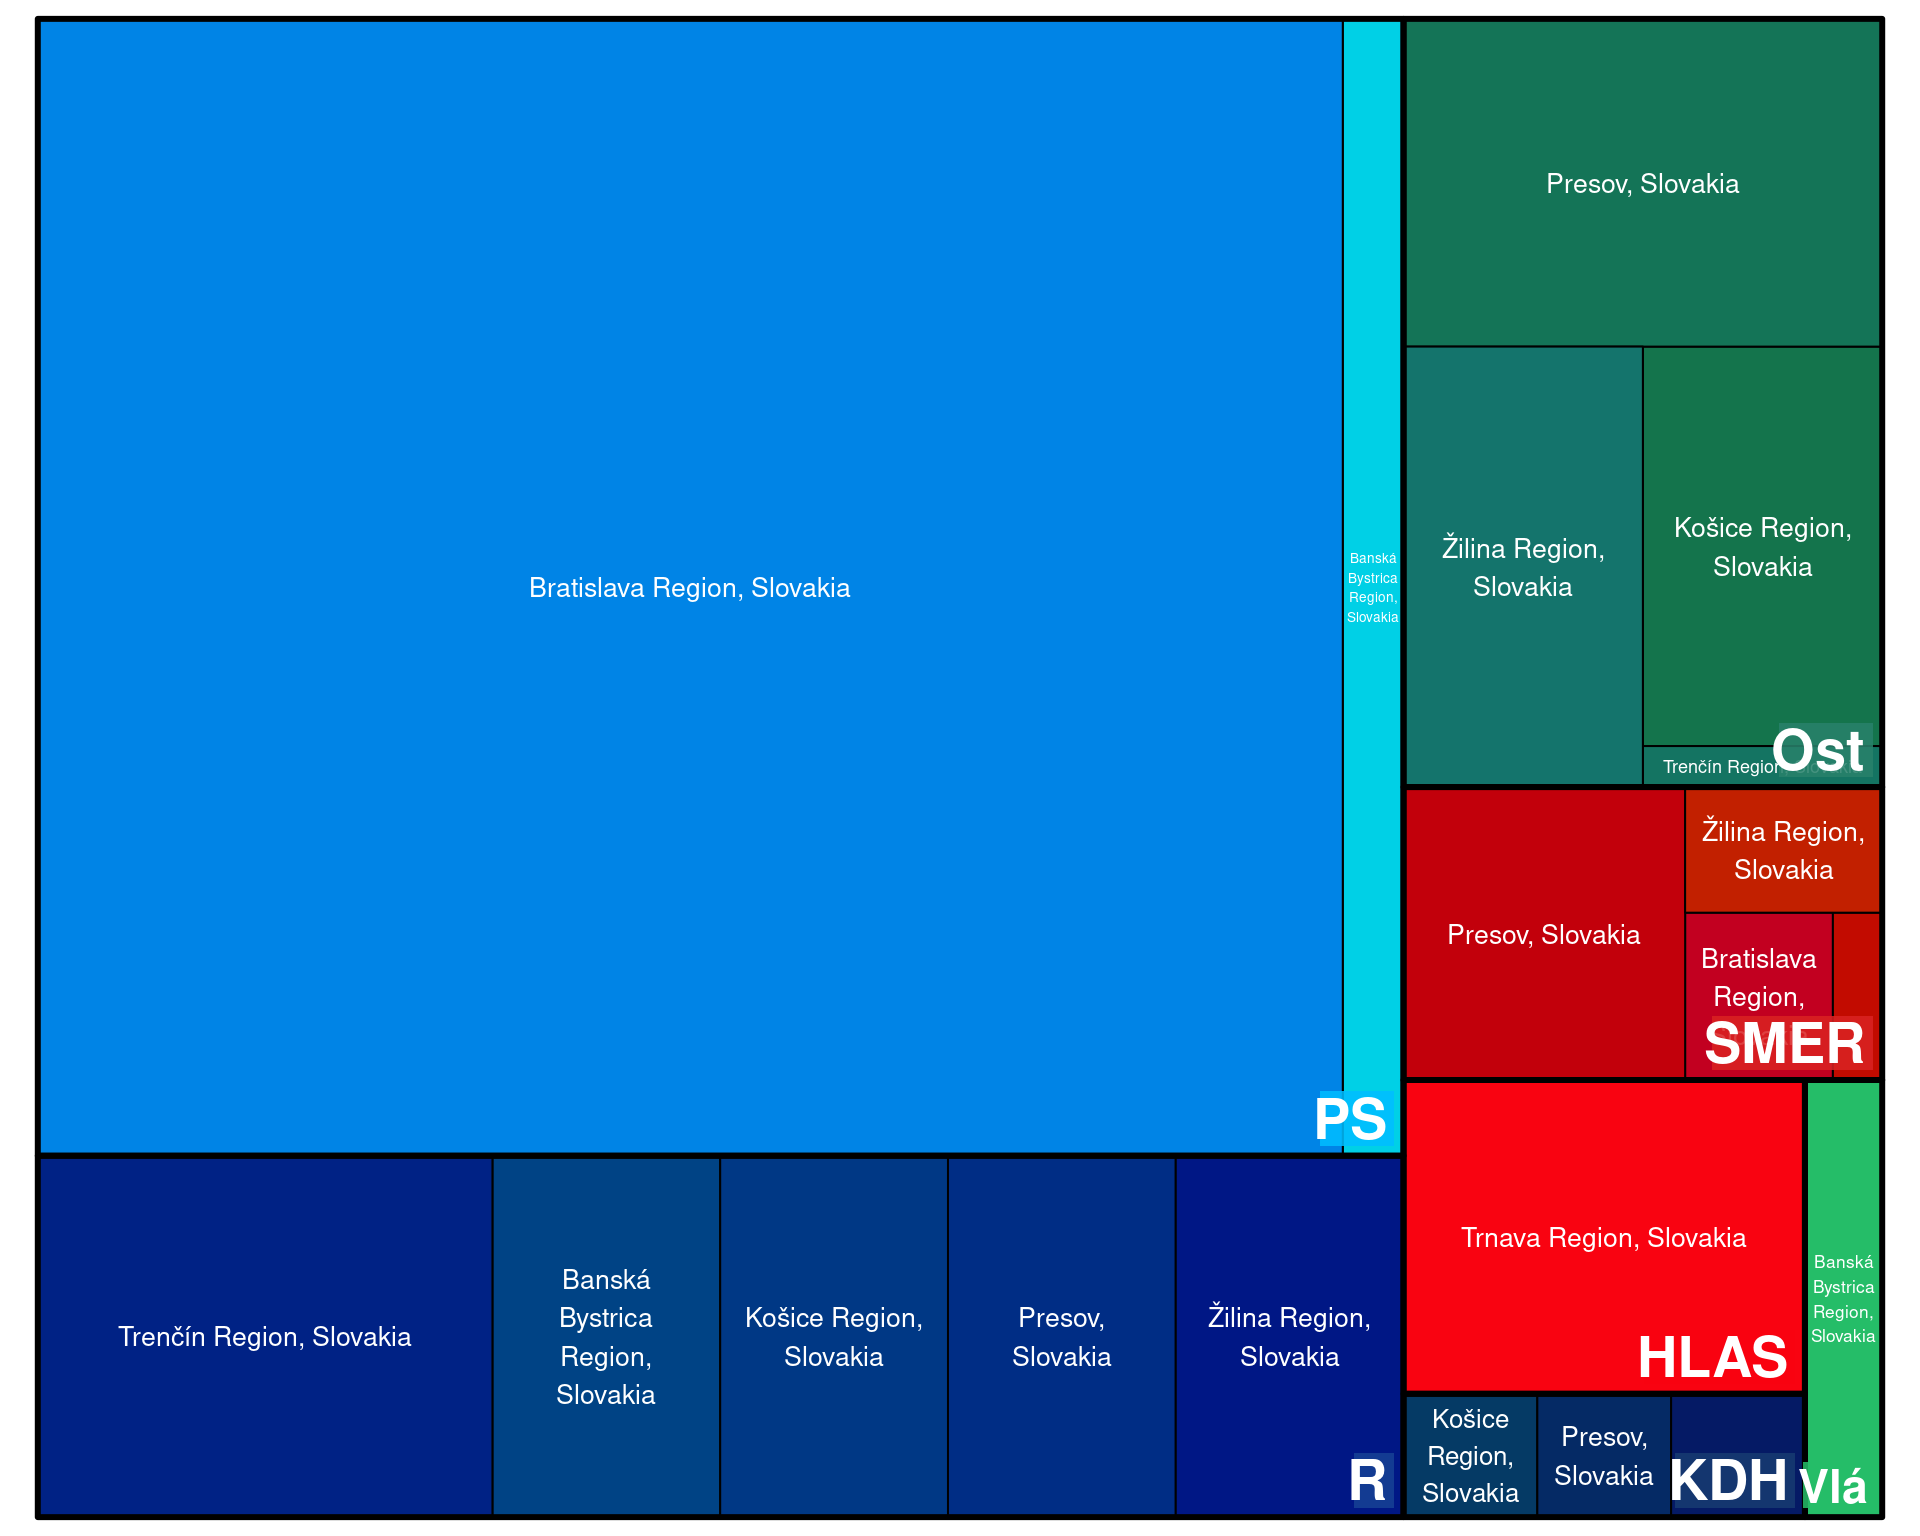 Bratislava Region, Slovakia
Banská
Bystrica
Region,
Slovakia
PS
Presov, Slovakia
Žilina Region,
Slovakia
Košice Region,
Slovakia
Trenčín Region, Slovakia
Ost
Presov, Slovakia
Žilina Region,
Slovakia
Bratislava
Region,
SMER
Trnava Region, Slovakia
HLAS
Banská
Bystrica
Region,
Slovakia
Vlá
Trenčín Region, Slovakia
Banská
Bystrica
Region,
Slovakia
Košice Region,
Slovakia
Presov,
Slovakia
Žilina Region,
Slovakia
R
Košice
Region,
Slovakia
Presov,
Slovakia
KDH